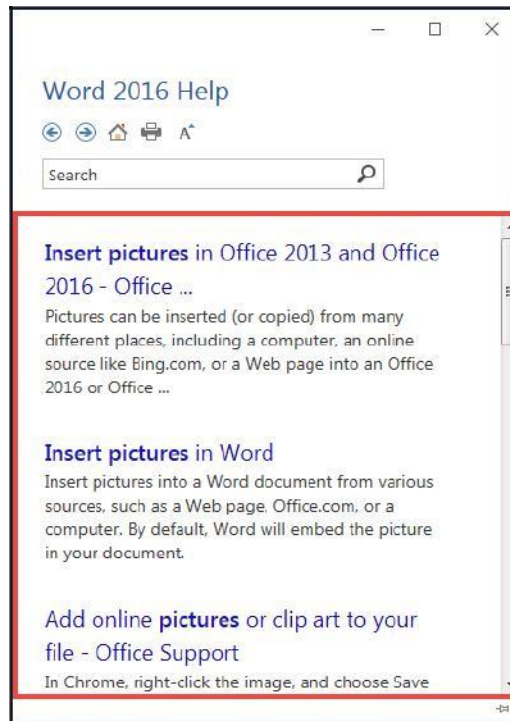 Word 2016 Help
Search
Insert pictures in Office 2013 and Office
2016 - Office ...
Pictures can be inserted (or copied) from many
different places, including a computer, an online
source like Bing.com, or a Web page into an Office
2016 or Office ...
Insert pictures in Word
Insert pictures into a Word document from various
sources, such as a Web page, Office.com, or a
computer. By default, Word will embed the picture
in your document.
Add online pictures or clip art to your
file - Office Support
In Chrome, right-click the image, and choose Save